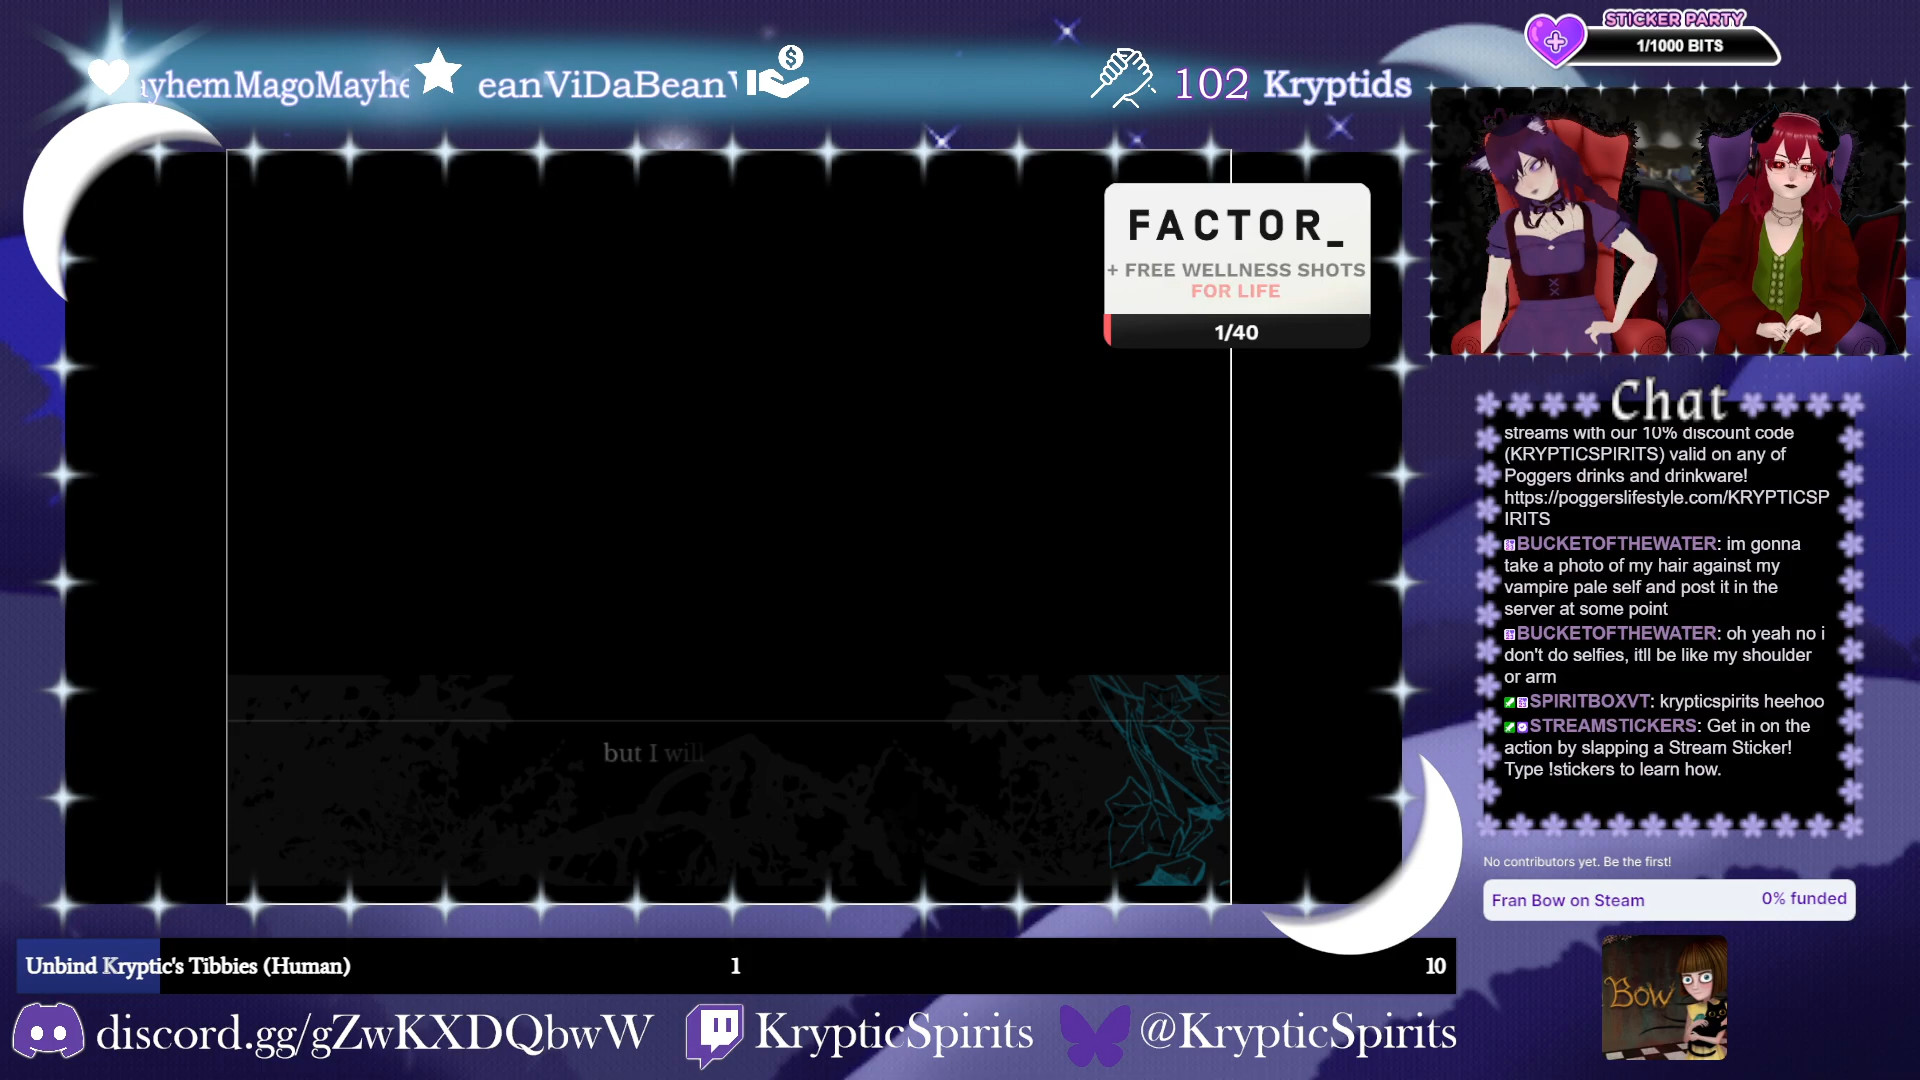 STICKER PARTY
1/1000 BITS
ayhemMagoMayhe
eanViDaBean
102 Kryptids
FACTOR_
+ FREE WELLNESS SHOTS
FOR LIFE
1/40
but I will
Chat
streams with our 10% discount code
(KRYPTICSPIRITS) valid on any of
Poggers drinks and drinkware!
https://poggerslifestyle.com/KRYPTICSP
IRITS
BUCKETOFTHEWATER: im gonna
take a photo of my hair against my
vampire pale self and post it in the
server at some point
BUCKETOFTHEWATER: oh yeah no i
don't do selfies, itll be like my shoulder
or arm
SPIRITBOXVT: krypticspirits heehoo
STREAMSTICKERS: Get in on the
action by slapping a Stream Sticker!
Type !stickers to learn how.
No contributors yet. Be the first!
Fran Bow on Steam 0% funded
BOW
Unbind Kryptic's Tibbies (Human) 1 10
discord.gg/gZwKXDQbwW KrypticSpirits @KrypticSpirits